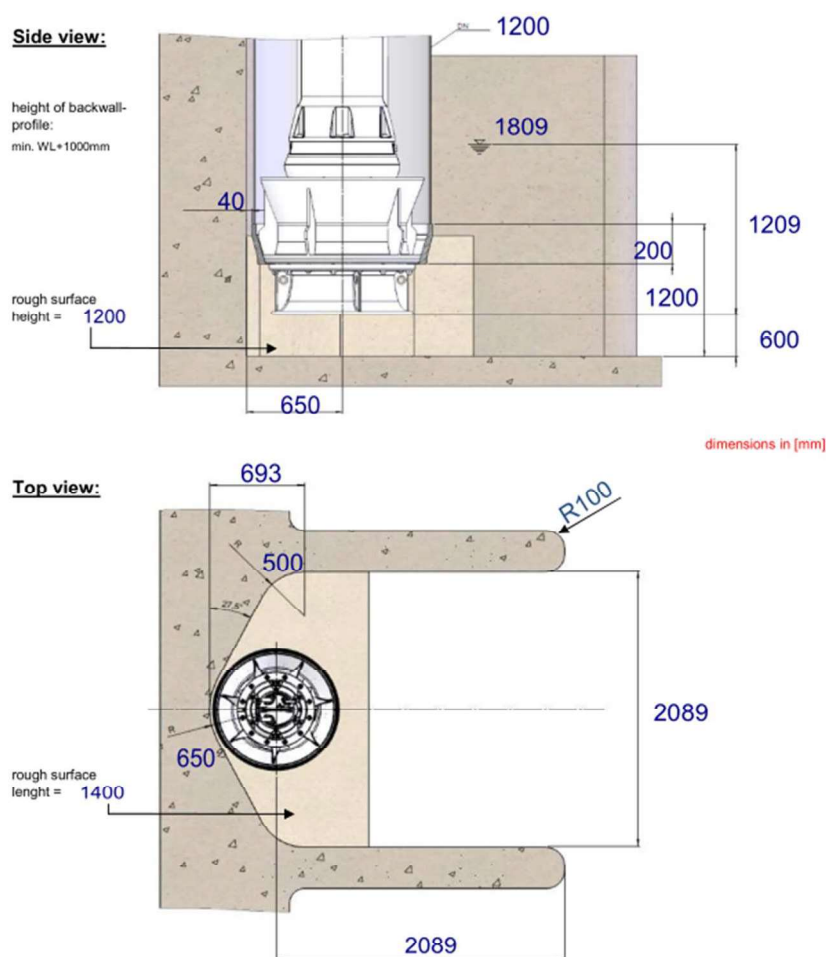 Side view:
DN 1200
height of backwall-
profile:
min. WL+1000mm
1809
40
1209
200
1200
rough surface
height = 1200
600
650
dimensions in [mm]
Top view:
693
R100
R
500
27,5°
2089
R
650
rough surface
lenght = 1400
2089